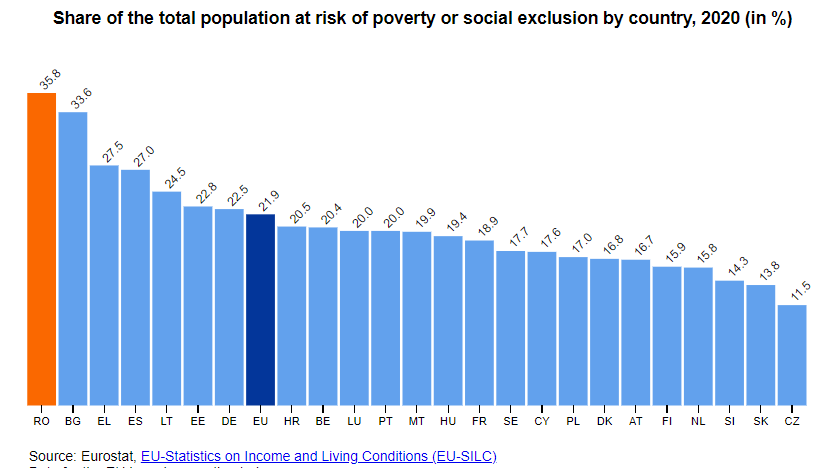 Share of the total population at risk of poverty or social exclusion by country, 2020 (in %)
35.8 33.6 27.5 27.0 24.5 22.8 22.5 21.9 20.5 20.4 20.0 20.0 19.9 19.4 18.9 17.7 17.6 17.0 16.8 16.7 15.9 15.8 14.3 13.8 11.5
RO BG EL ES LT EE DE EU HR BE LU PT MT HU FR SE CY PL DK AT FI NL SI SK CZ
Source: Eurostat, EU-Statistics on Income and Living Conditions (EU-SILC)